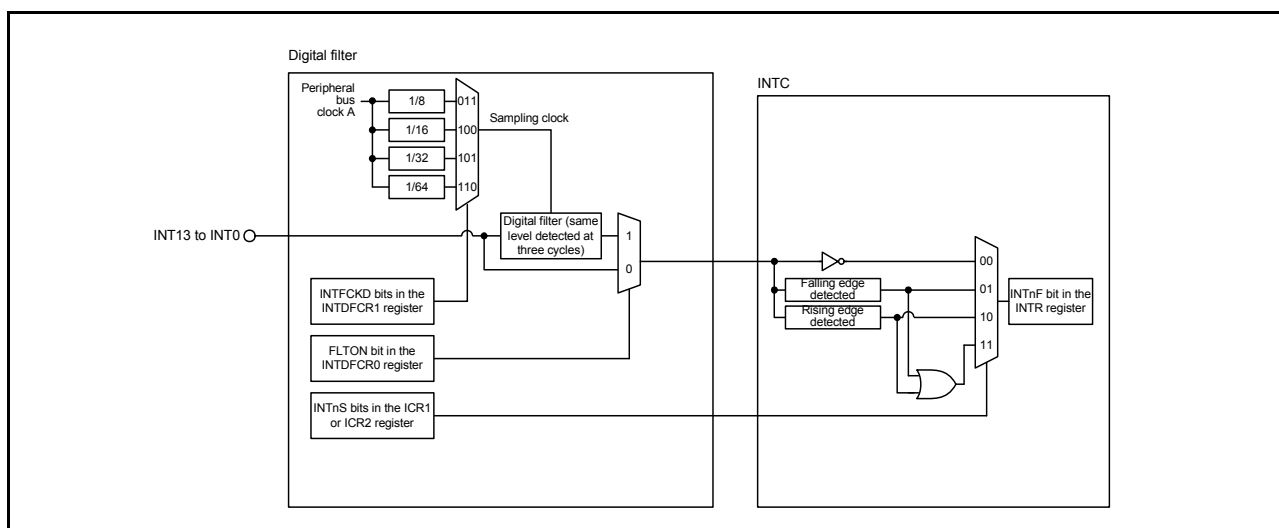 Digital filter
Peripheral
bus
clock A
1/8
011
1/16
100
1/32
101
1/64
110
Sampling clock
INT13 to INT0
Digital filter (same
level detected at
three cycles)
1
0
INTFCKD bits in the
INTDFCR1
register
FLTON bit in the
INTDFCR0 register
INTnS bits in the ICR1
or ICR2 register
INTC
00
Falling edge
detected
01
Rising edge
detected
10
11
INTnF bit in the
INTR register